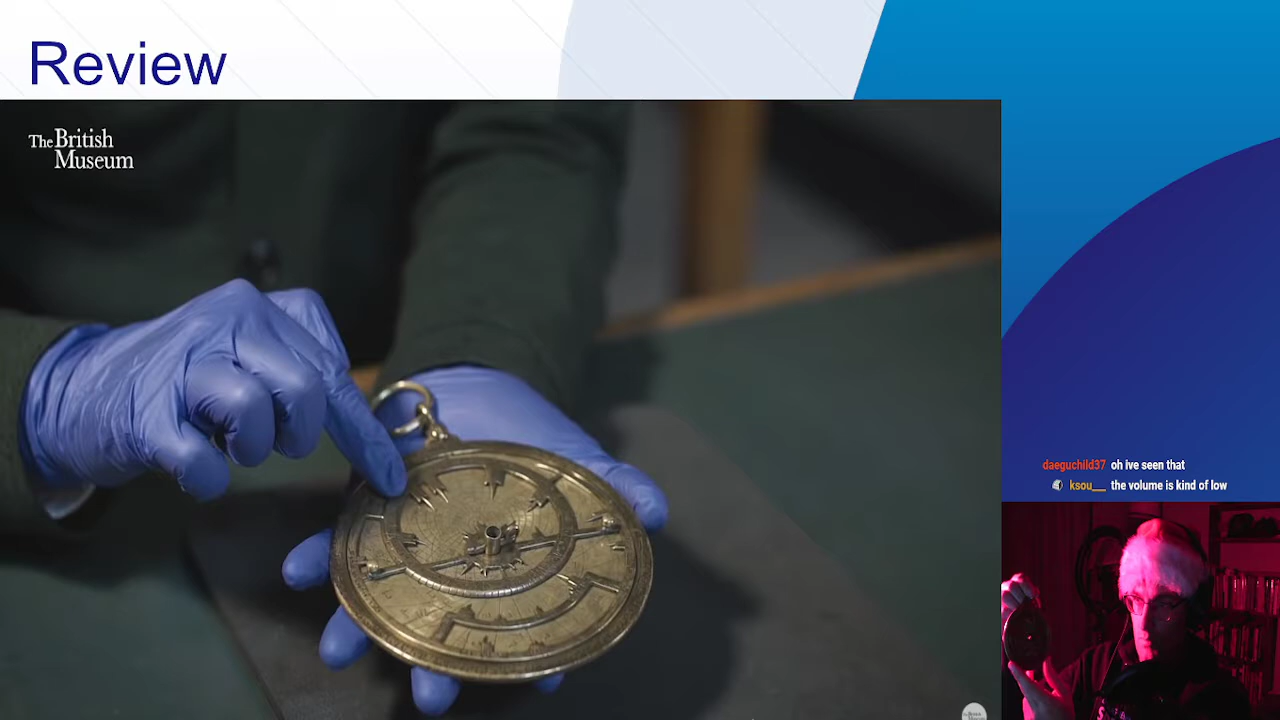 Review
The British
Museum
daeguchild37 oh ive seen that
ksou__ the volume is kind of low